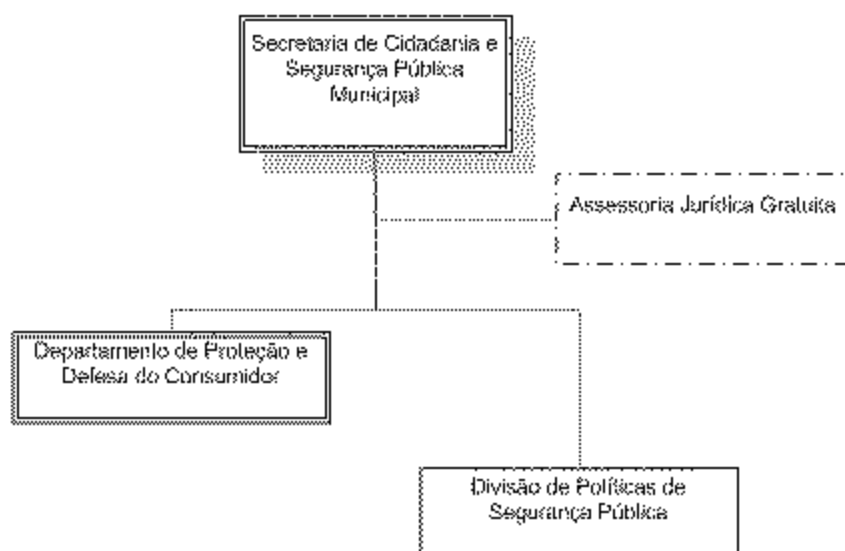 Secretaria de Cidadania e
Segurança Pública
Municipal
Assessoria Jurídica Gratuita
Departamento de Proteção e
Defesa do Consumidor
Divisão de Políticas de
Segurança Pública